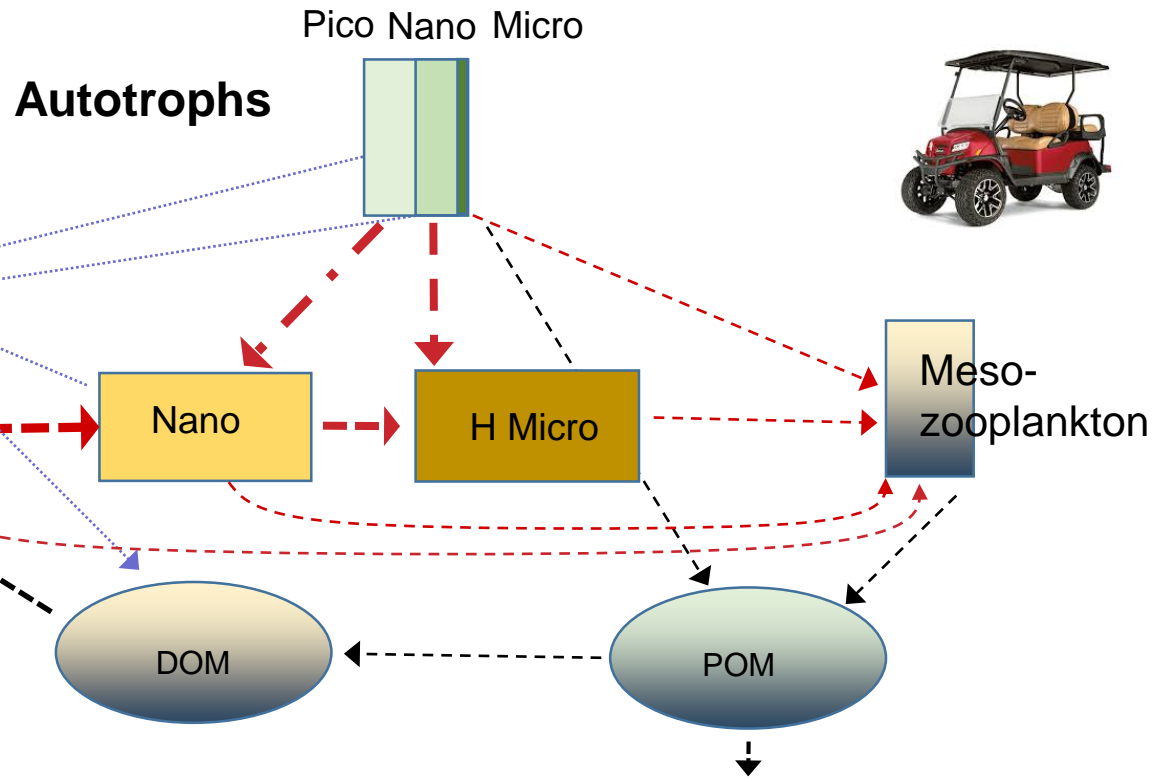 Pico Nano Micro
Autotrophs
Meso-
zooplankton
Nano
H Micro
DOM
POM